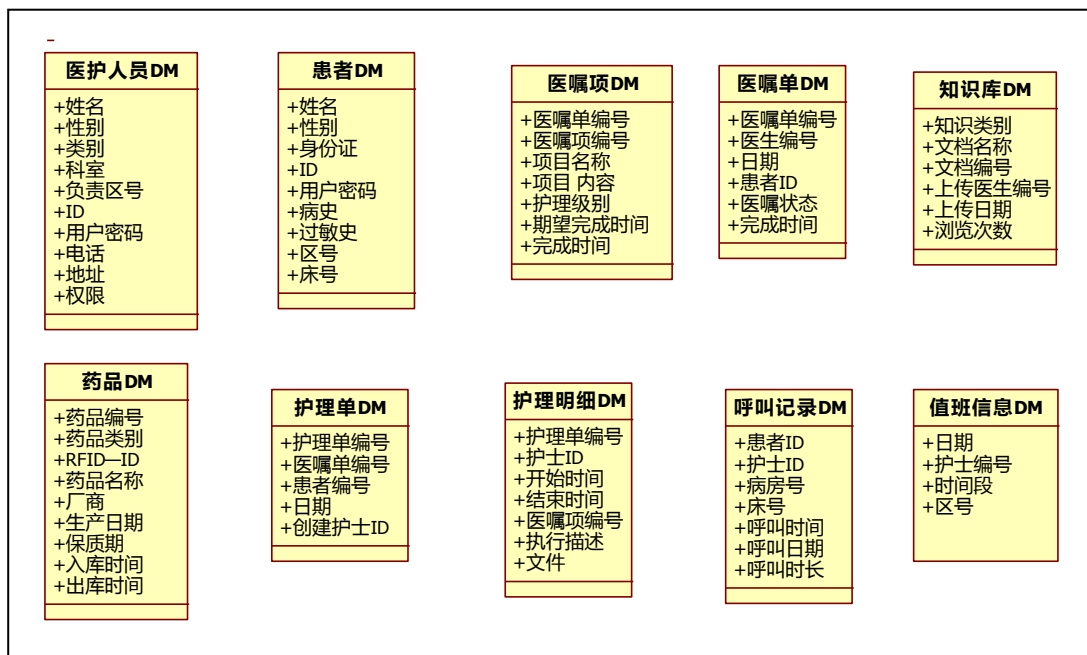 医护人员DM
+姓名
+性别
+类别
+科室
+负责区号
+ID
+用户密码
+电话
+地址
+权限
患者DM
+姓名
+性别
+身份证
+ID
+用户密码
+病史
+过敏史
+区号
+床号
医嘱项DM
+医嘱单编号
+医嘱项编号
+项目名称
+项目 内容
+护理级别
+期望完成时间
+完成时间
医嘱单DM
+医嘱单编号
+医生编号
+日期
+患者ID
+医嘱状态
+完成时间
知识库DM
+知识类别
+文档名称
+文档编号
+上传医生编号
+上传日期
+浏览次数
药品DM
+药品编号
+药品类别
+RFID—ID
+药品名称
+厂商
+生产日期
+保质期
+入库时间
+出库时间
护理单DM
+护理单编号
+医嘱单编号
+患者编号
+日期
+创建护士ID
护理明细DM
+护理单编号
+护士ID
+开始时间
+结束时间
+医嘱项编号
+执行描述
+文件
呼叫记录DM
+患者ID
+护士ID
+病房号
+床号
+呼叫时间
+呼叫日期
+呼叫时长
值班信息DM
+日期
+护士编号
+时间段
+区号